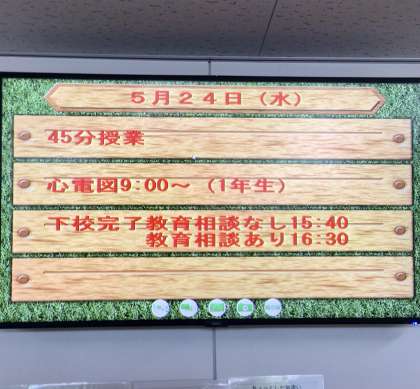 5月24日（水）
45分授業
心電図9:00～（1年生）
下校完了教育相談なし15:40
教育相談あり16:30